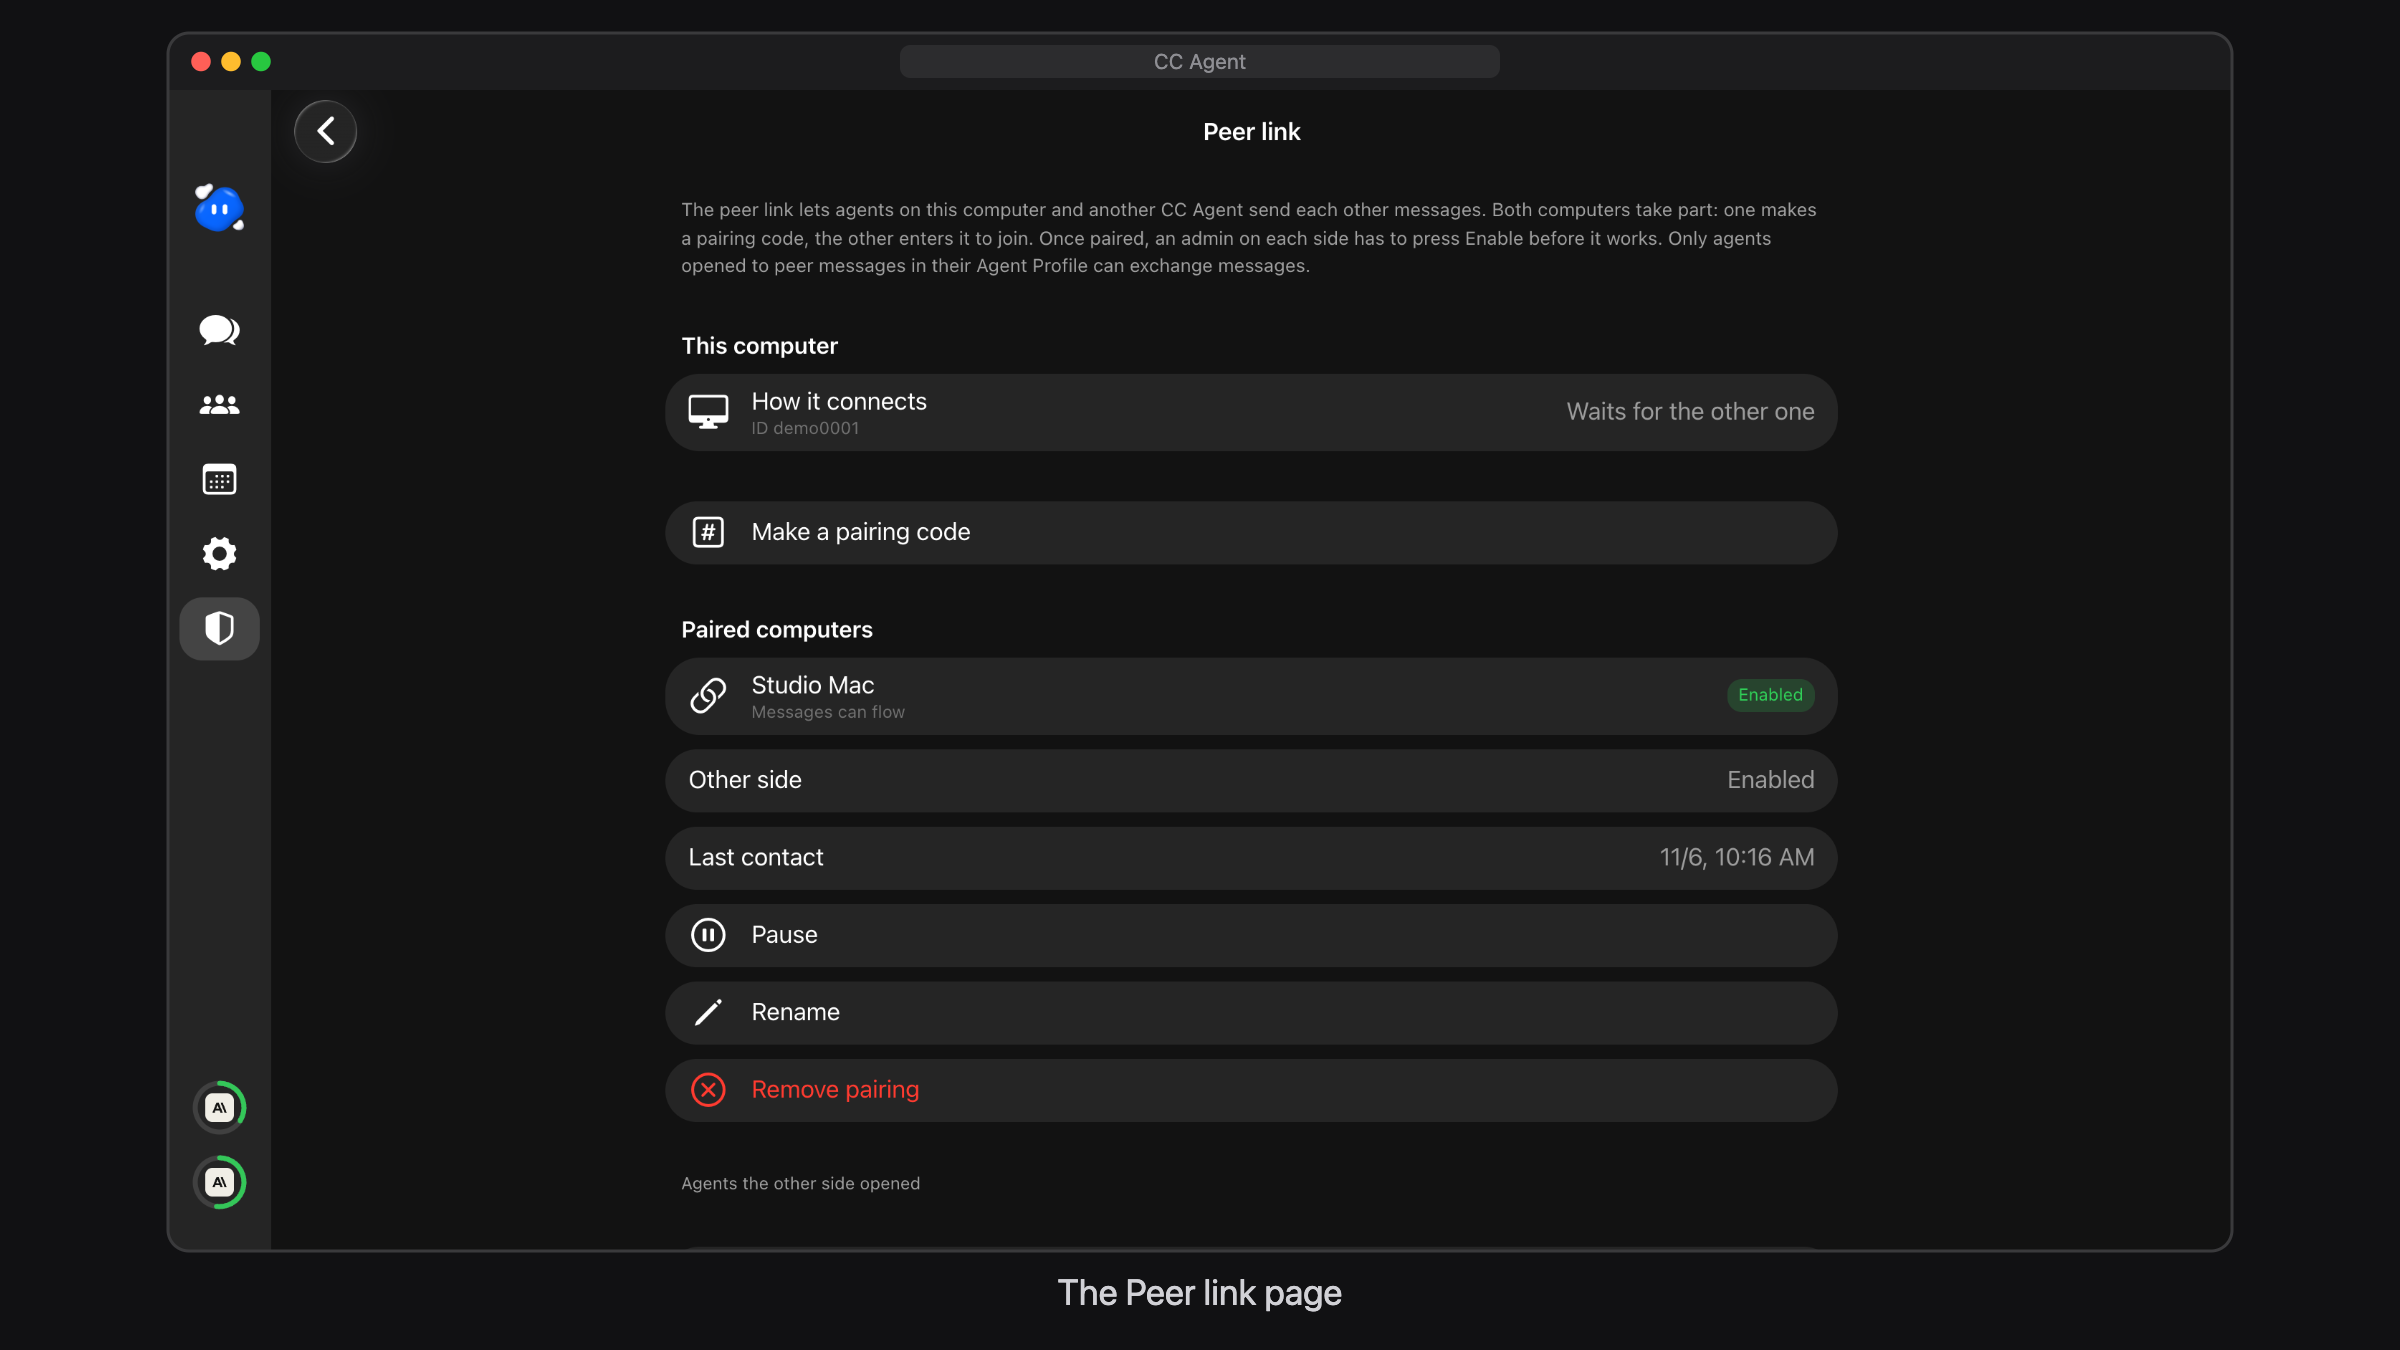 CC Agent
Peer link
The peer link lets agents on this computer and another CC Agent send each other messages. Both computers take part: one makes
a pairing code, the other enters it to join. Once paired, an admin on each side has to press Enable before it works. Only agents
opened to peer messages in their Agent Profile can exchange messages.
This computer
How it connects
ID demo0001
Waits for the other one
Make a pairing code
Paired computers
Studio Mac
Messages can flow
Enabled
Other side
Enabled
Last contact
11/6, 10:16 AM
Pause
Rename
Remove pairing
Agents the other side opened
The Peer link page